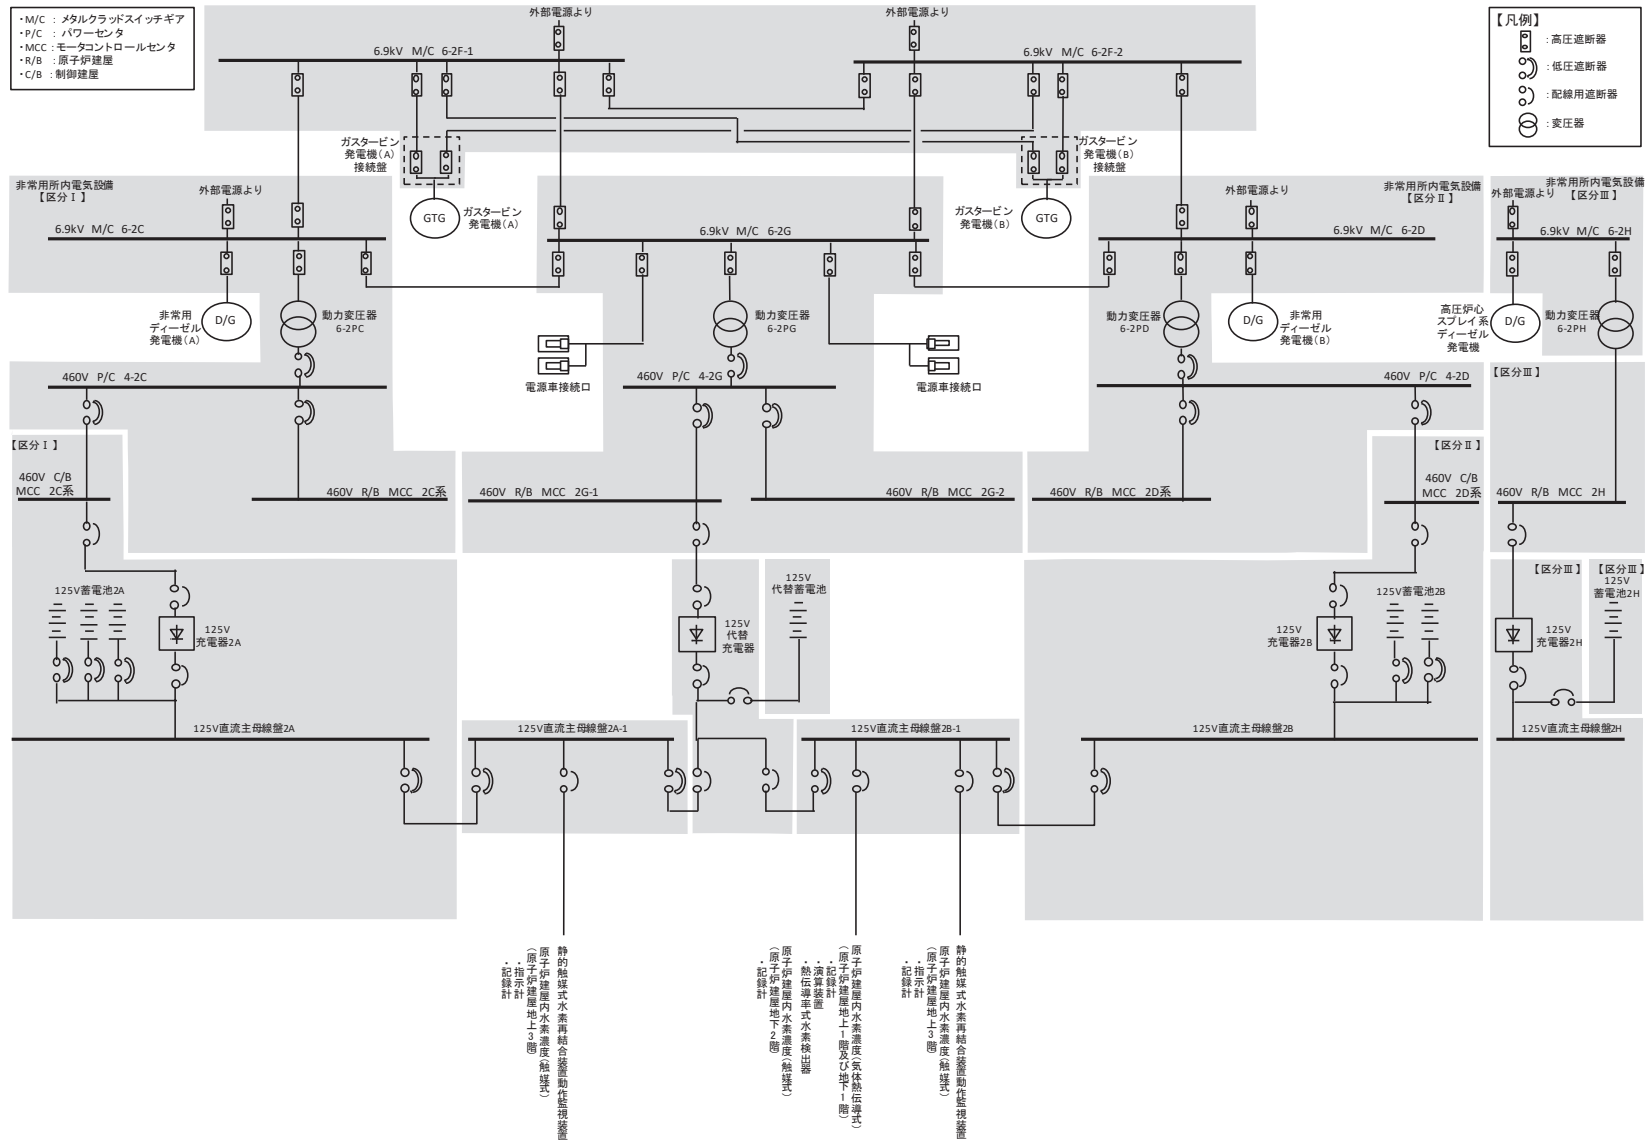 ・M/C ： メタルクラッドスイッチギア
・P/C ： パワーセンタ
・MCC：モータコントロールセンタ
・R/B ：原子炉建屋
・C/B ：制御建屋
外部電源より
外部電源より
【凡例】
：高圧遮断器
：低圧遮断器
：配線用遮断器
：変圧器
6.9kV M/C 6-2F-1
6.9kV M/C 6-2F-2
ガスタービン
発電機（A）
接続盤
ガスタービン
発電機（B）
接続盤
GTG
ガスタービン
発電機（A）
ガスタービン
発電機（B）
GTG
非常用所内電気設備
【区分Ⅰ】
外部電源より
6.9kV M/C 6-2C
6.9kV M/C 6-2G
外部電源より
非常用所内電気設備
【区分Ⅱ】
6.9kV M/C 6-2D
非常用所内電気設備
外部電源より
【区分Ⅲ】
6.9kV M/C 6-2H
非常用
ディーゼル
発電機（A）
D/G
動力変圧器
6-2PC
動力変圧器
6-2PG
動力変圧器
6-2PD
D/G
非常用
ディーゼル
発電機（B）
高圧炉心
スプレイ系
ディーゼル
発電機
D/G
動力変圧器
6-2PH
電源車接続口
電源車接続口
460V P/C 4-2C
460V P/C 4-2G
460V P/C 4-2D
【区分Ⅲ】
【区分Ⅰ】
460V C/B
MCC 2C系
460V R/B MCC 2C系
460V R/B MCC 2G-1
460V R/B MCC 2G-2
460V R/B MCC 2D系
【区分Ⅱ】
460V C/B
MCC 2D系
460V R/B MCC 2H
125V蓄電池2A
125V
充電器2A
125V
代替
充電器
125V
代替蓄電池
125V
充電器2B
125V蓄電池2B
【区分Ⅲ】
125V
充電器2H
【区分Ⅲ】
125V
蓄電池2H
125V直流主母線盤2A
125V直流主母線盤2A-1
125V直流主母線盤2B-1
125V直流主母線盤2B
125V直流主母線盤2H
静的触媒式水素再結合装置動作監視装置
原子炉建屋内水素濃度（触媒式）
（原子炉建屋地上3階）
・指示計
・記録計
原子炉建屋内水素濃度（気体熱伝導式）
（原子炉建屋地上1階及び地下1階）
・記録計
・演算装置
・熱伝導率式水素検出器
原子炉建屋内水素濃度（触媒式）
（原子炉建屋地下2階）
・記録計
静的触媒式水素再結合装置動作監視装置
原子炉建屋内水素濃度（触媒式）
（原子炉建屋地上3階）
・指示計
・記録計